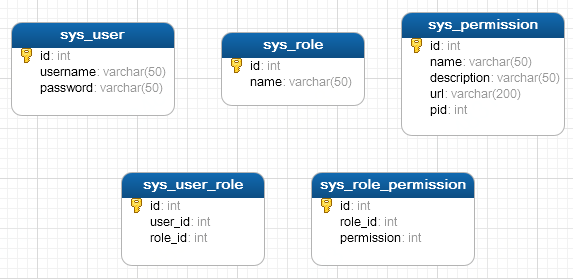 sys_user
id: int
username: varchar(50)
password: varchar(50)
sys_role
id: int
name: varchar(50)
sys_permission
id: int
name: varchar(50)
description: varchar(50)
url: varchar(200)
pid: int
sys_user_role
id: int
user_id: int
role_id: int
sys_role_permission
id: int
role_id: int
permission: int